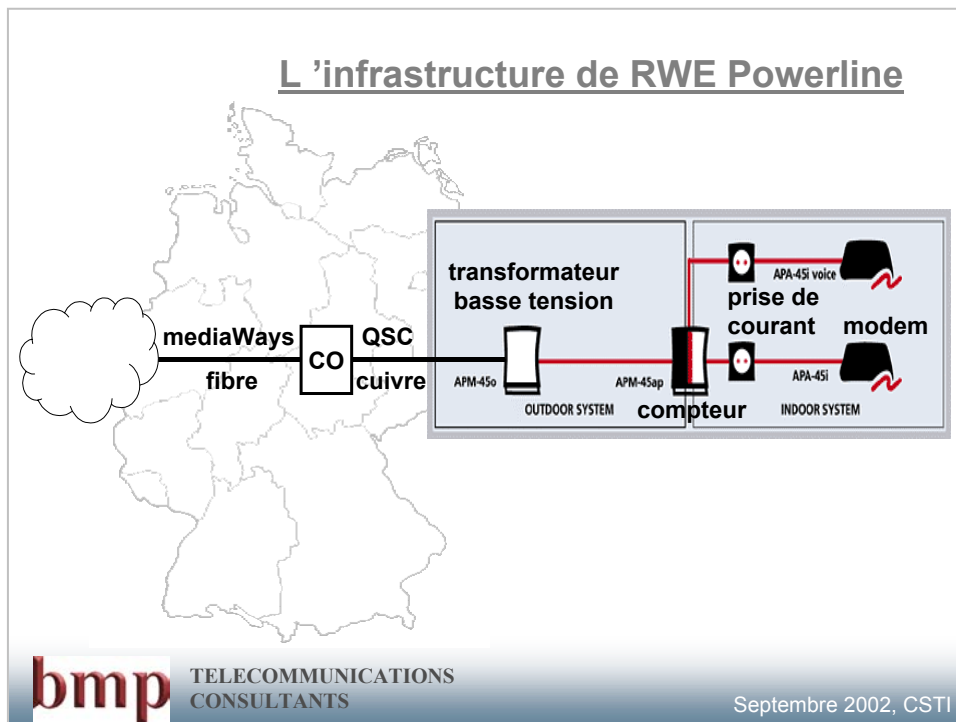 L ’infrastructure de RWE Powerline
transformateur
basse tension
APA-45i voice
prise de
courant
modem
mediaWays
fibre
CO
QSC
cuivre
APM-45o
APM-45ap
APA-45i
OUTDOOR SYSTEM
compteur
INDOOR SYSTEM
bmp
TELECOMMUNICATIONS
CONSULTANTS
Septembre 2002, CSTI